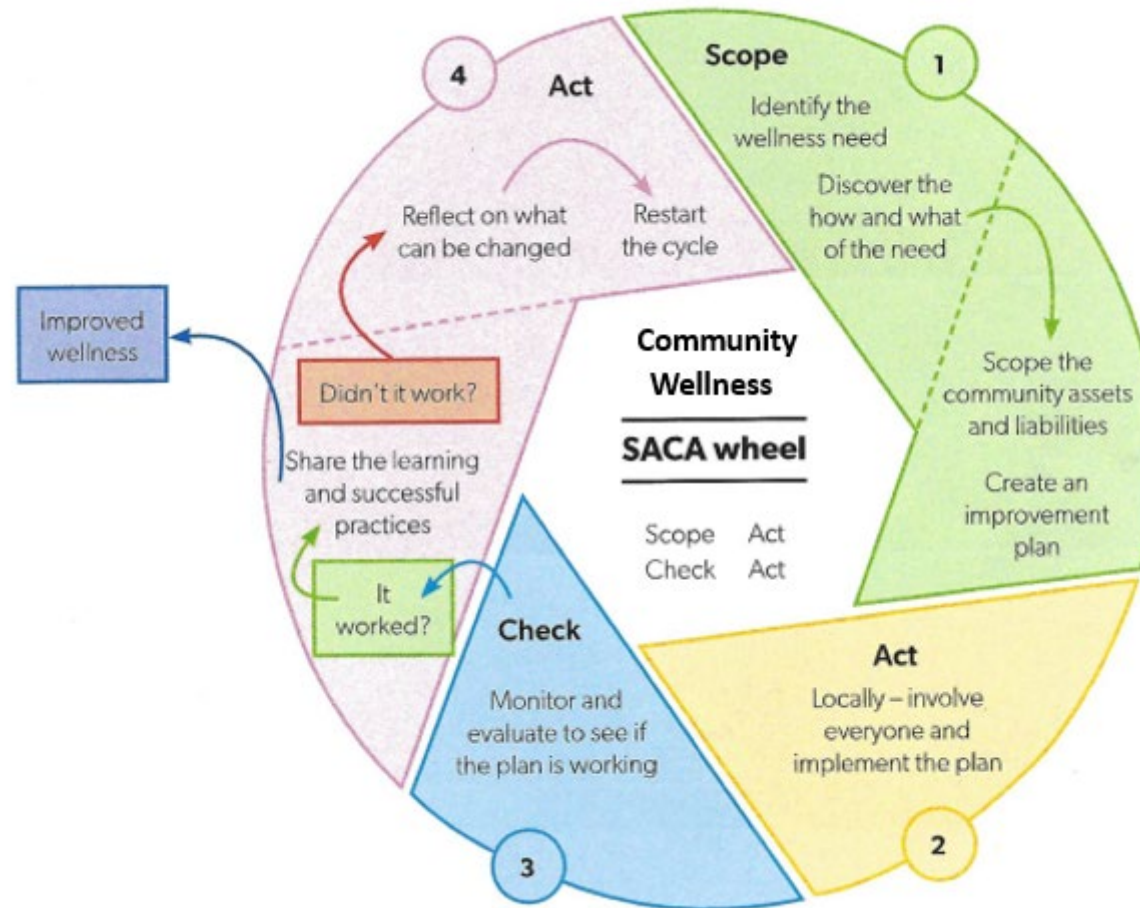 1
Scope
Identify the
wellness need
Discover the
how and what
of the need
Scope the
community assets
and liabilities
Create an
improvement
plan
Act
Locally – involve
everyone and
implement the plan
2
Check
Monitor and
evaluate to see if
the plan is working
3
4
Act
Reflect on what
can be changed
Restart
the cycle
Didn't it work?
Share the learning
and successful
practices
It
worked?
Improved
wellness
Community
Wellness
SACA wheel
Scope Act
Check Act